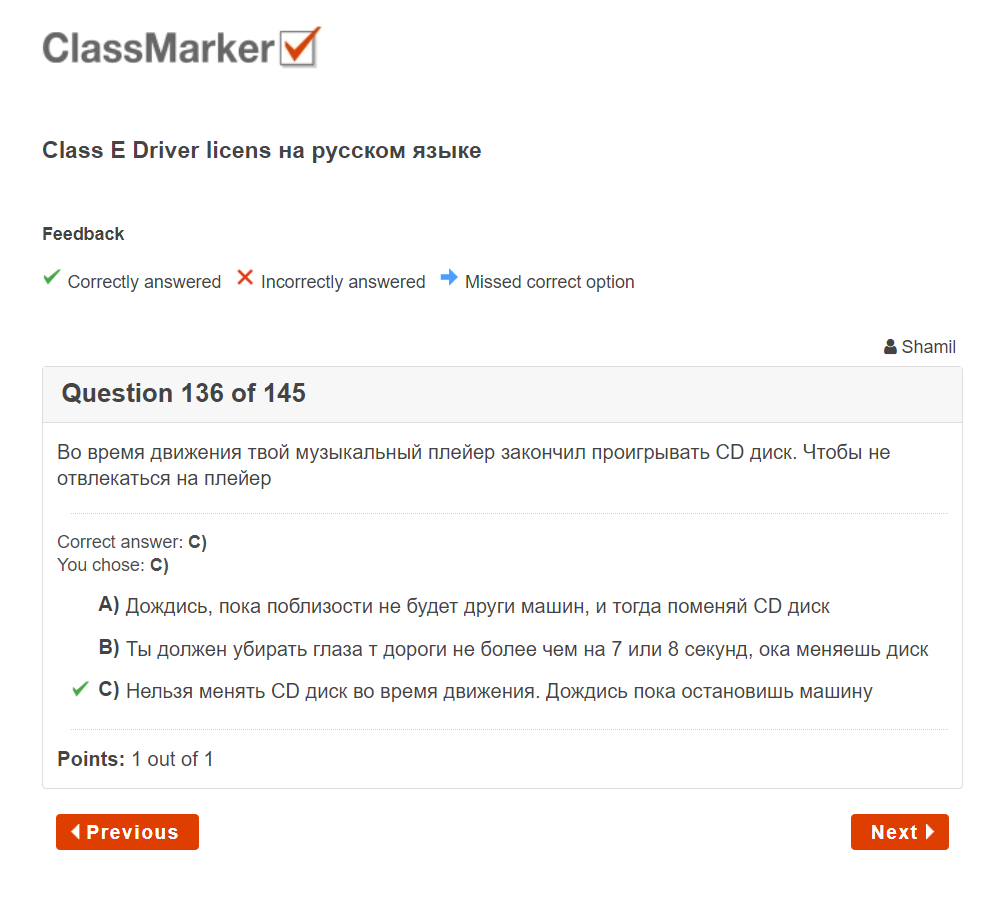 ClassMarker
Class E Driver licens на русском языке
Feedback
Correctly answered Incorrectly answered Missed correct option
Shamil
Question 136 of 145
Во время движения твой музыкальный плейер закончил проигрывать CD диск. Чтобы не
отвлекаться на плейер
Correct answer: C)
You chose: C)
A) Дождись, пока поблизости не будет други машин, и тогда поменяй CD диск
B) Ты должен убирать глаза т дороги не более чем на 7 или 8 секунд, ока меняешь диск
C) Нельзя менять CD диск во время движения. Дождись пока остановишь машину
Points: 1 out of 1
Previous Next